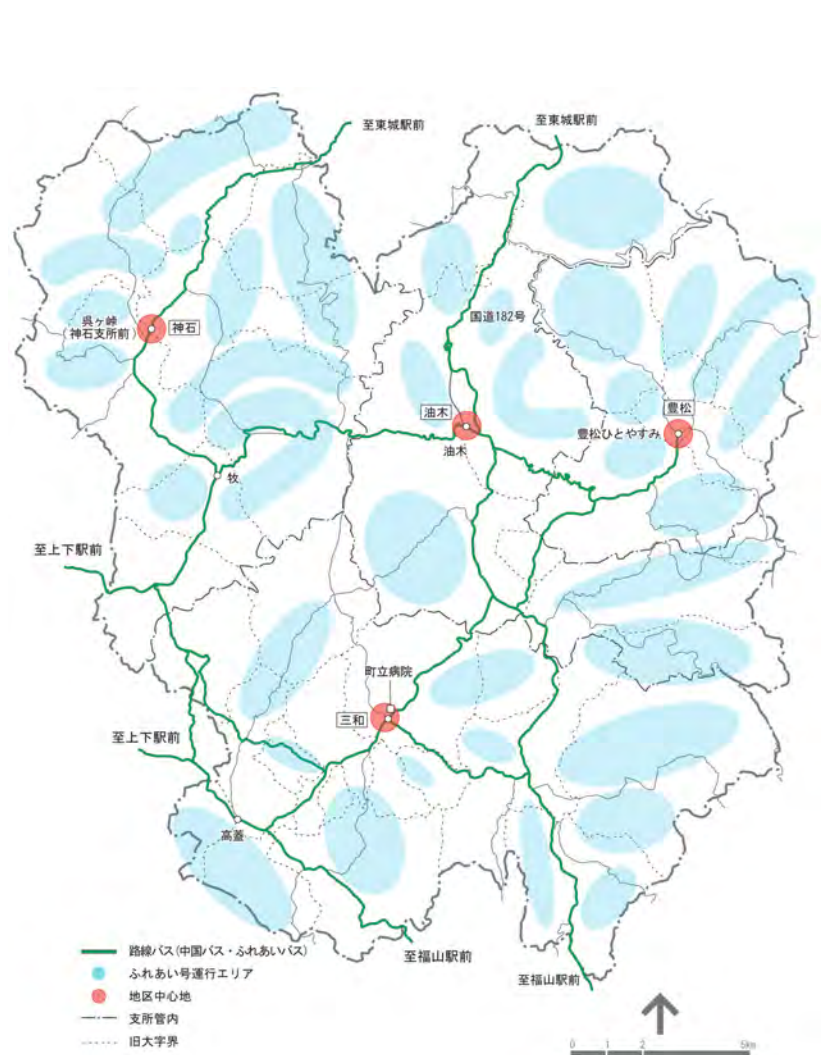 至東城駅前
至東城駅前
国道182号
呉ヶ峠
(神石支所前)
神石
油木
油木
豊松
豊松ひとやすみ
牧
至上下駅前
町立病院
三和
至上下駅前
高蓋
至福山駅前
至福山駅前
路線バス(中国バス・ふれあいバス)
ふれあい号運行エリア
地区中心地
支所管内
旧大字界
0 1 2 5km